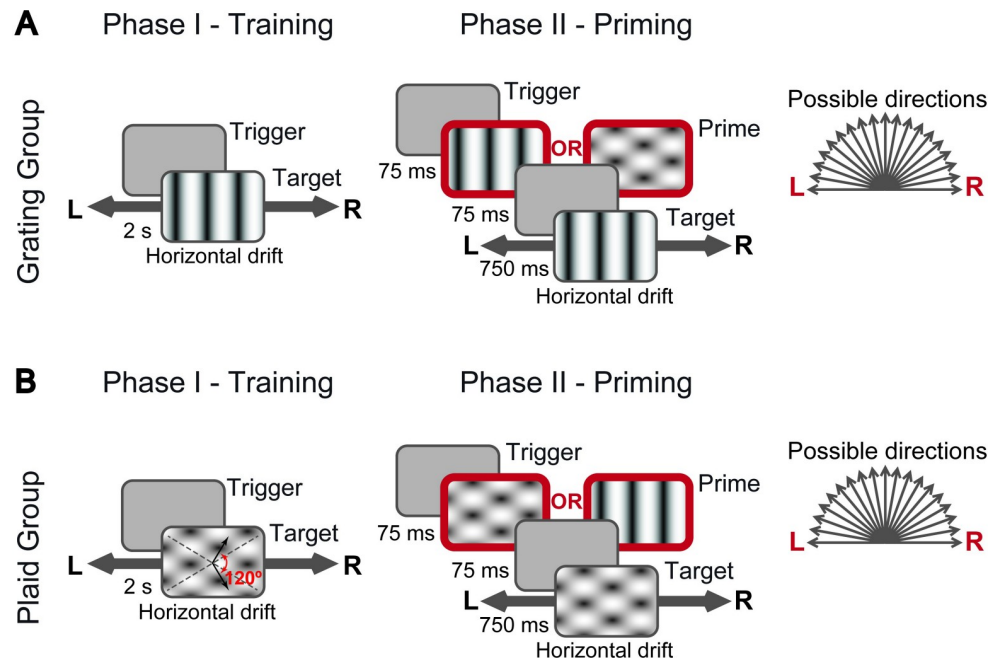 A
Phase I - Training
Phase II - Priming
Grating Group
Trigger
Target
L
R
2 s
Horizontal drift
Trigger
OR
Prime
75 ms
75 ms
Target
L
R
750 ms
Horizontal drift
Possible directions
L
R
B
Phase I - Training
Phase II - Priming
Plaid Group
Trigger
Target
L
R
120º
2 s
Horizontal drift
Trigger
OR
Prime
75 ms
75 ms
Target
L
R
750 ms
Horizontal drift
Possible directions
L
R